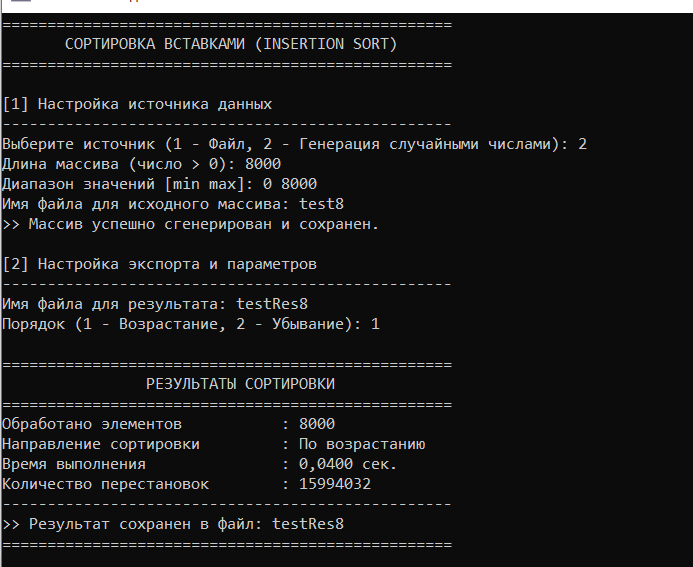 ==================================================
СОРТИРОВКА ВСТАВКАМИ (INSERTION SORT)
==================================================
[1] Настройка источника данных
--------------------------------------------------
Выберите источник (1 - Файл, 2 - Генерация случайными числами): 2
Длина массива (число > 0): 8000
Диапазон значений [min max]: 0 8000
Имя файла для исходного массива: test8
>> Массив успешно сгенерирован и сохранен.
[2] Настройка экспорта и параметров
--------------------------------------------------
Имя файла для результата: testRes8
Порядок (1 - Возрастание, 2 - Убывание): 1
==================================================
РЕЗУЛЬТАТЫ СОРТИРОВКИ
==================================================
Обработано элементов : 8000
Направление сортировки : По возрастанию
Время выполнения : 0,0400 сек.
Количество перестановок : 15994032
--------------------------------------------------
>> Результат сохранен в файл: testRes8
==================================================